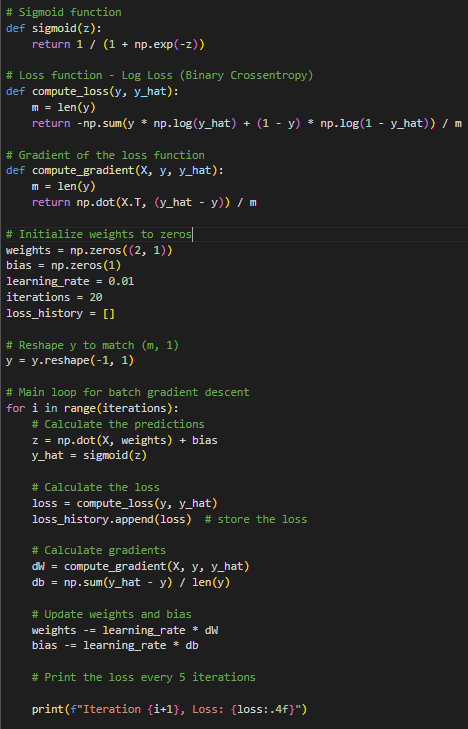 # Sigmoid function
def sigmoid(z):
    return 1 / (1 + np.exp(-z))

# Loss function - Log Loss (Binary Crossentropy)
def compute_loss(y, y_hat):
    m = len(y)
    return -np.sum(y * np.log(y_hat) + (1 - y) * np.log(1 - y_hat)) / m

# Gradient of the loss function
def compute_gradient(X, y, y_hat):
    m = len(y)
    return np.dot(X.T, (y_hat - y)) / m

# Initialize weights to zeros
weights = np.zeros((2, 1))
bias = np.zeros(1)
learning_rate = 0.01
iterations = 20
loss_history = []

# Reshape y to match (m, 1)
y = y.reshape(-1, 1)

# Main loop for batch gradient descent
for i in range(iterations):
    # Calculate the predictions
    z = np.dot(X, weights) + bias
    y_hat = sigmoid(z)

    # Calculate the loss
    loss = compute_loss(y, y_hat)
    loss_history.append(loss)  # store the loss

    # Calculate gradients
    dW = compute_gradient(X, y, y_hat)
    db = np.sum(y_hat - y) / len(y)

    # Update weights and bias
    weights -= learning_rate * dW
    bias -= learning_rate * db

    # Print the loss every 5 iterations

    print(f"Iteration {i+1}, Loss: {loss:.4f}")